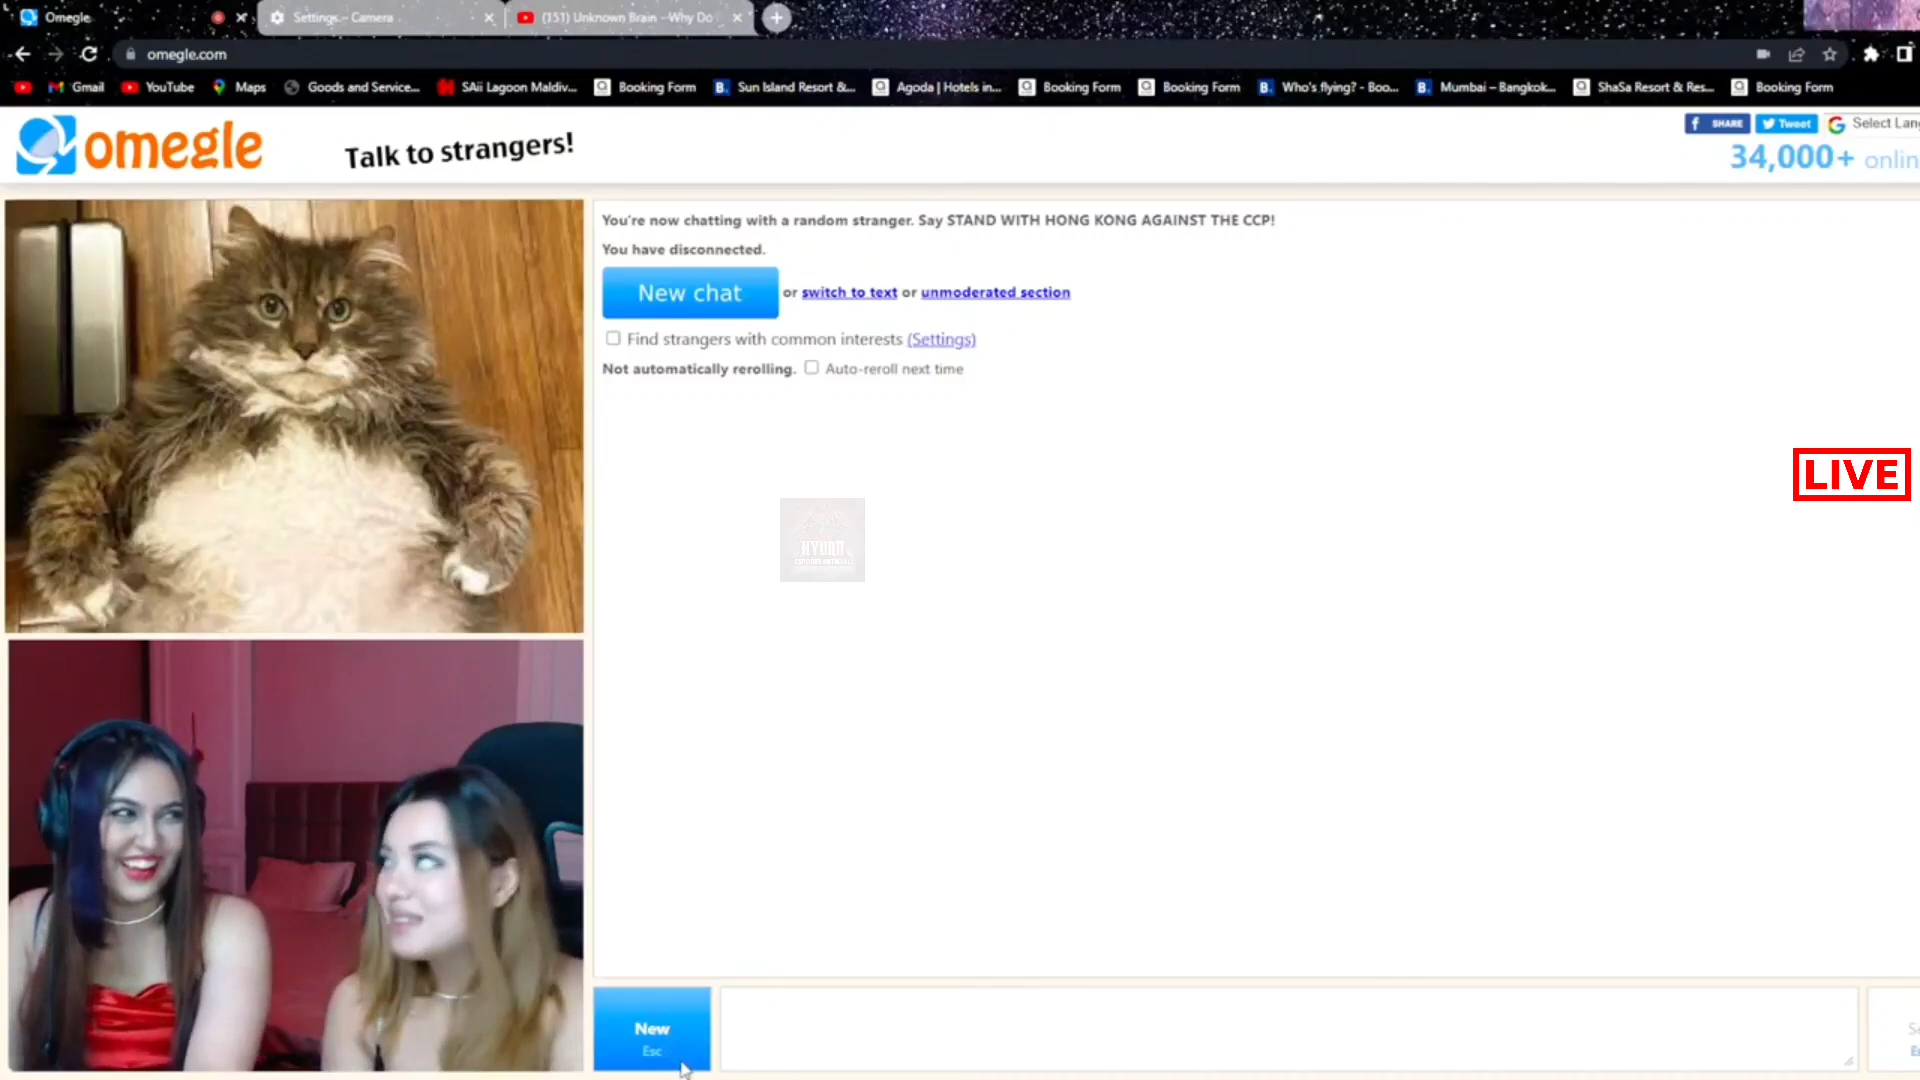 Omegle
Settings - Camera
(151) Unknown Brain - Why Do
omegle.com
Gmail
YouTube
Maps
Goods and Service...
SAii Lagoon Maldiv...
Booking Form
Sun Island Resort &...
Agoda | Hotels in...
Booking Form
Booking Form
Who's flying? - Boo...
Mumbai – Bangkok...
ShaSa Resort & Res...
Booking Form
omegle
Talk to strangers!
SHARE
Tweet
Select Lan
34,000+ onlin
You're now chatting with a random stranger. Say STAND WITH HONG KONG AGAINST THE CCP!
You have disconnected.
New chat or switch to text or unmoderated section
Find strangers with common interests (Settings)
Not automatically rerolling. Auto-reroll next time
LIVE
HYDRA
New
Esc